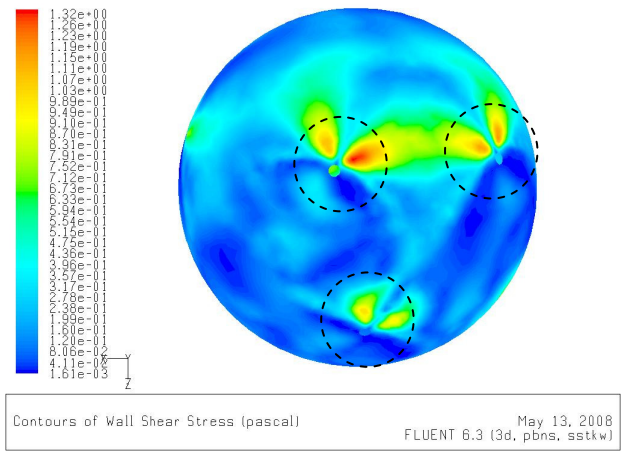 1.32e+00
1.26e+00
1.23e+00
1.19e+00
1.15e+00
1.11e+00
1.07e+00
1.03e+00
9.89e-01
9.49e-01
9.10e-01
8.70e-01
8.31e-01
7.91e-01
7.52e-01
7.12e-01
6.73e-01
6.33e-01
5.94e-01
5.54e-01
5.15e-01
4.75e-01
4.36e-01
3.96e-01
3.57e-01
3.17e-01
2.78e-01
2.38e-01
1.99e-01
1.60e-01
1.20e-01
8.06e-02
4.11e-02
1.61e-03
Z
Contours of Wall Shear Stress (pascal)
May 13, 2008
FLUENT 6.3 (3d, pbns, sstkw)